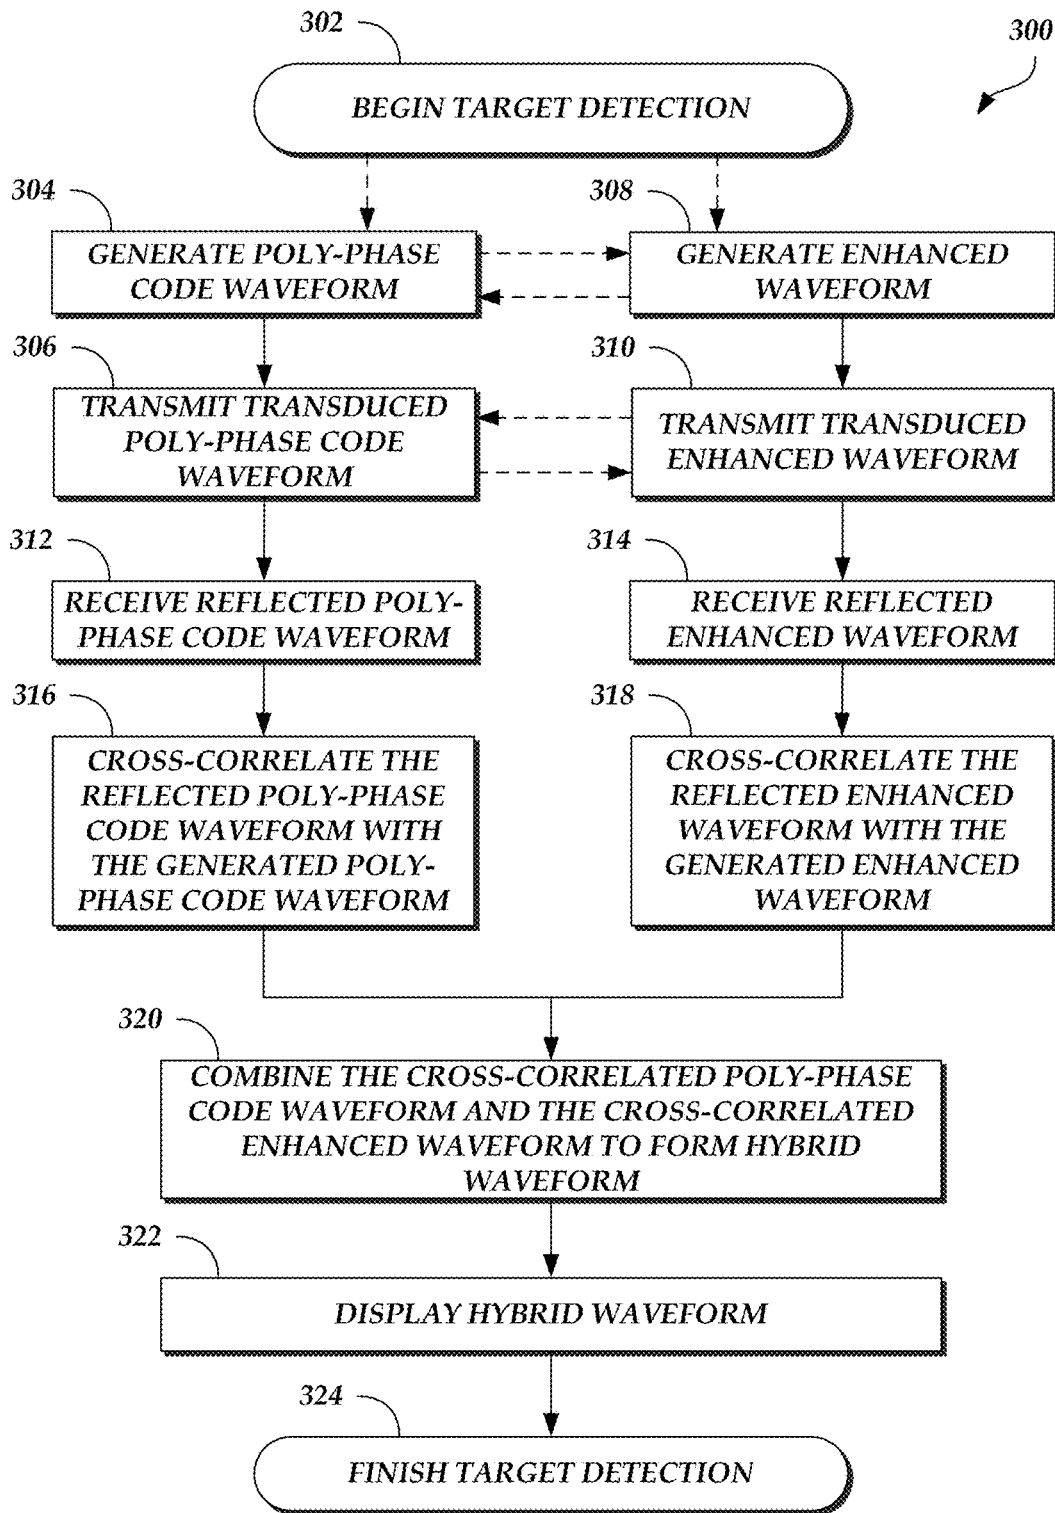 302
300
BEGIN TARGET DETECTION
304
308
GENERATE POLY-PHASE
CODE WAVEFORM
GENERATE ENHANCED
WAVEFORM
306
310
TRANSMIT TRANSDUCED
POLY-PHASE CODE
WAVEFORM
TRANSMIT TRANSDUCED
ENHANCED WAVEFORM
312
314
RECEIVE REFLECTED POLY-
PHASE CODE WAVEFORM
RECEIVE REFLECTED
ENHANCED WAVEFORM
316
318
CROSS-CORRELATE THE
REFLECTED POLY-PHASE
CODE WAVEFORM WITH
THE GENERATED POLY-
PHASE CODE WAVEFORM
CROSS-CORRELATE THE
REFLECTED ENHANCED
WAVEFORM WITH THE
GENERATED ENHANCED
WAVEFORM
320
COMBINE THE CROSS-CORRELATED POLY-PHASE
CODE WAVEFORM AND THE CROSS-CORRELATED
ENHANCED WAVEFORM TO FORM HYBRID
WAVEFORM
322
DISPLAY HYBRID WAVEFORM
324
FINISH TARGET DETECTION